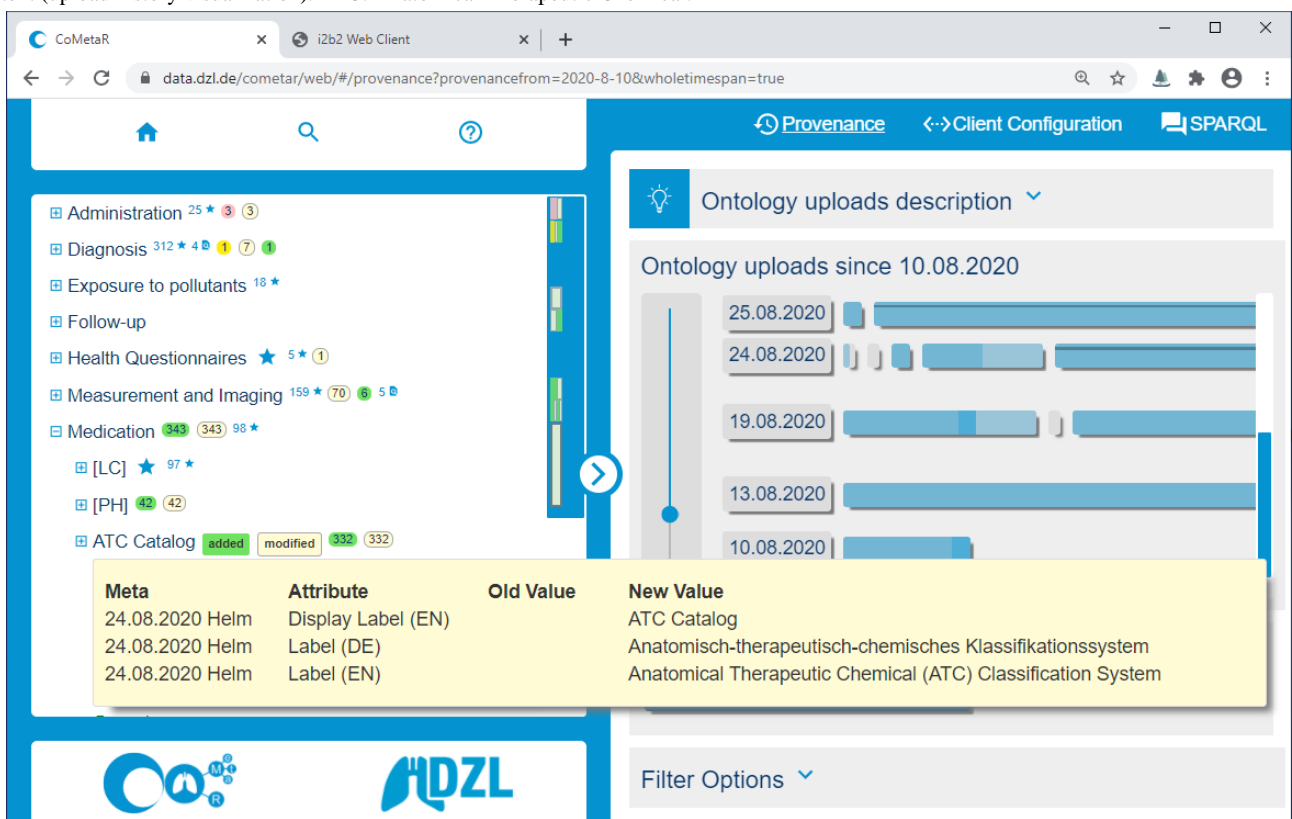 CoMetaR
i2b2 Web Client
data.dzl.de/cometar/web/#/provenance?provenancefrom=2020-8-10&wholetimespan=true
Provenance
Client Configuration
SPARQL
Administration 25 3 3
Diagnosis 312 4 1 7 1
Exposure to pollutants 18
Follow-up
Health Questionnaires 5 1
Measurement and Imaging 159 70 6 5
Medication 343 343 98
[LC] 97
[PH] 42 42
ATC Catalog added modified 332 332
Ontology uploads description
Ontology uploads since 10.08.2020
25.08.2020
24.08.2020
19.08.2020
13.08.2020
10.08.2020
Meta Attribute Old Value New Value
24.08.2020 Helm Display Label (EN) ATC Catalog
24.08.2020 Helm Label (DE) Anatomisch-therapeutisch-chemisches Klassifikationssystem
24.08.2020 Helm Label (EN) Anatomical Therapeutic Chemical (ATC) Classification System
Filter Options
DZL